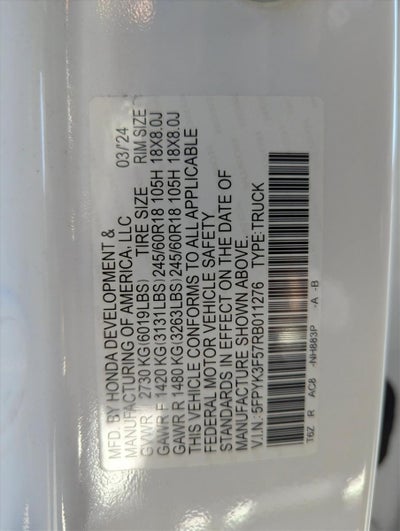 MFD. BY HONDA DEVELOPMENT &
MANUFACTURING OF AMERICA, LLC 03/24
GVWR 2730 KG(6019LBS) TIRE SIZE RIM SIZE
GAWR F 1420 KG(3131LBS) 245/60R18 105H 18X8.0J
GAWR R 1480 KG(3263LBS) 245/60R18 105H 18X8.0J
THIS VEHICLE CONFORMS TO ALL APPLICABLE
FEDERAL MOTOR VEHICLE SAFETY
STANDARDS IN EFFECT ON THE DATE OF
MANUFACTURE SHOWN ABOVE.
V.I.N.:5FPYK3F57RB011276 TYPE:TRUCK
T6Z R AC8 -NH883P -A -B